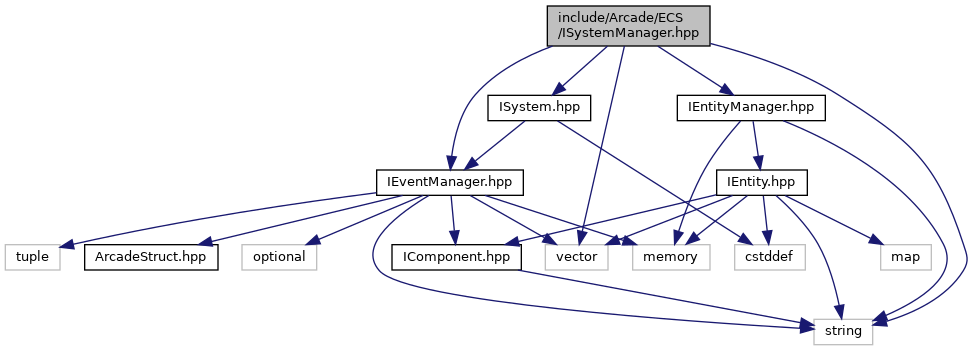 include/Arcade/ECS
/ISystemManager.hpp
ISystem.hpp
IEntityManager.hpp
IEventManager.hpp
IEntity.hpp
tuple
ArcadeStruct.hpp
optional
IComponent.hpp
vector
memory
cstddef
map
string